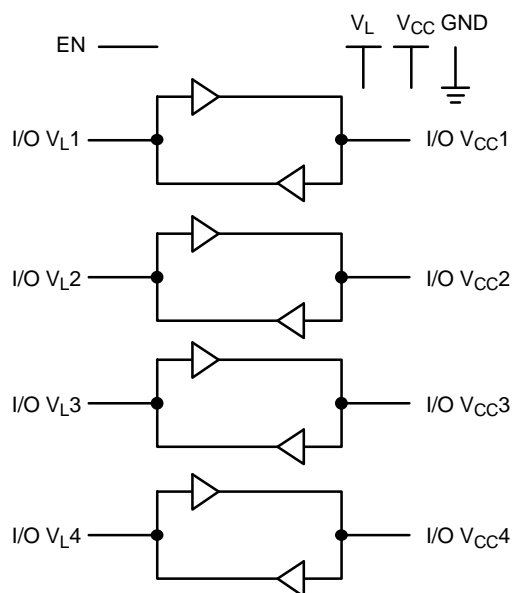 EN V_L V_CC GND
I/O V_L1 I/O V_CC1
I/O V_L2 I/O V_CC2
I/O V_L3 I/O V_CC3
I/O V_L4 I/O V_CC4